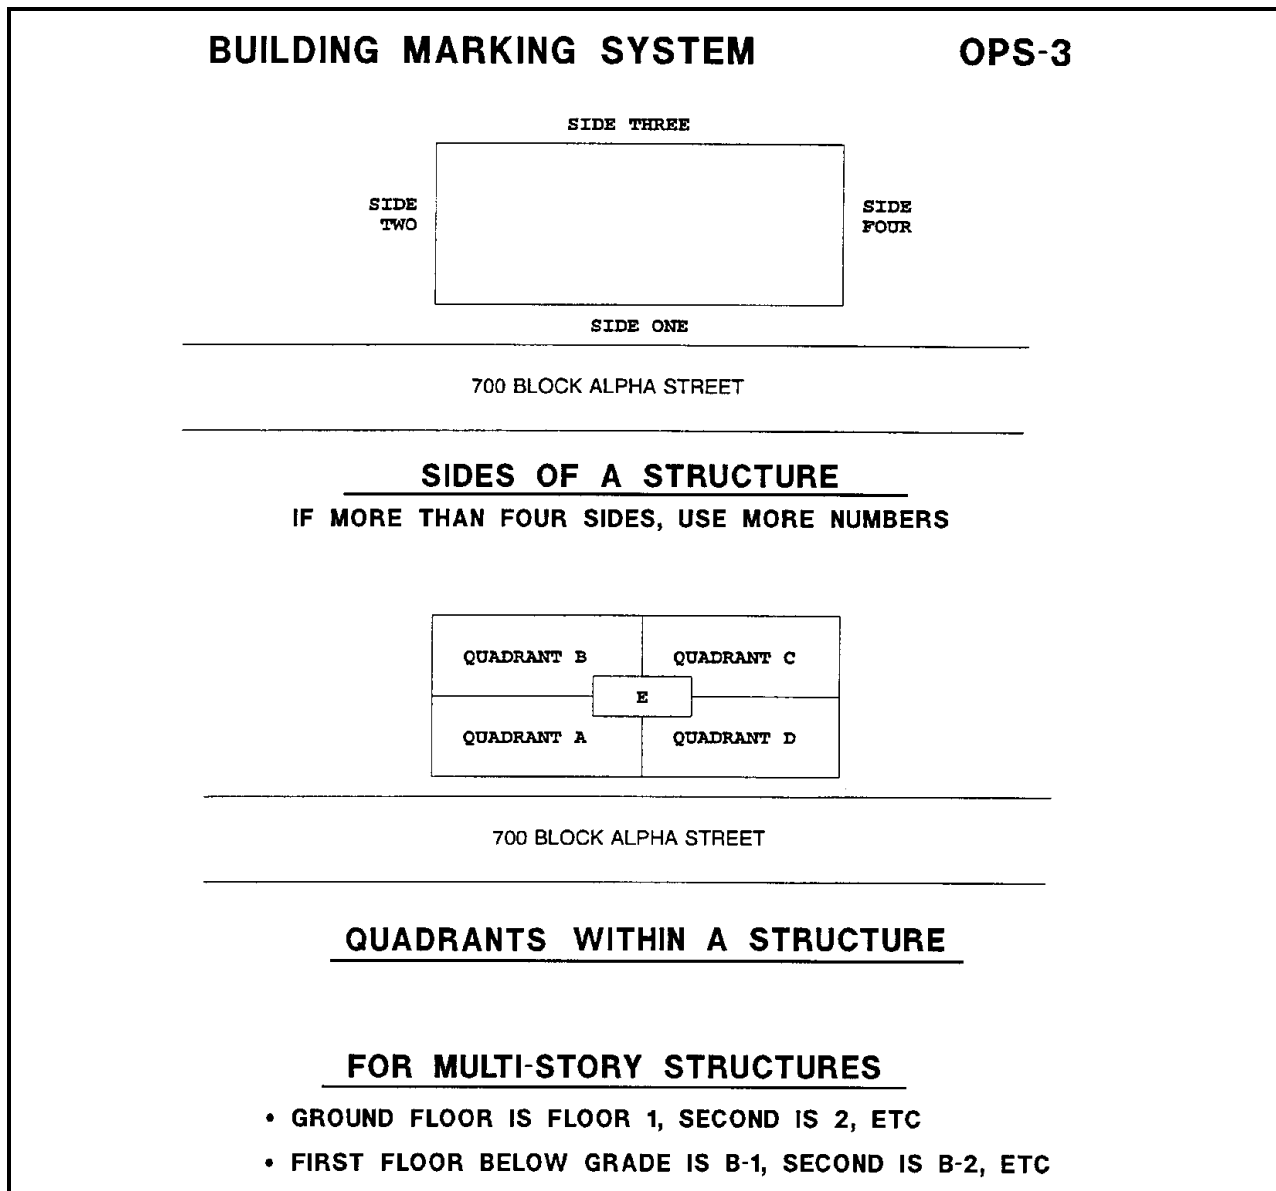 BUILDING MARKING SYSTEM OPS-3
SIDE THREE
SIDE
TWO
SIDE
FOUR
SIDE ONE
700 BLOCK ALPHA STREET
SIDES OF A STRUCTURE
IF MORE THAN FOUR SIDES, USE MORE NUMBERS
QUADRANT B QUADRANT C
E
QUADRANT A QUADRANT D
700 BLOCK ALPHA STREET
QUADRANTS WITHIN A STRUCTURE
FOR MULTI-STORY STRUCTURES
• GROUND FLOOR IS FLOOR 1, SECOND IS 2, ETC
• FIRST FLOOR BELOW GRADE IS B-1, SECOND IS B-2, ETC